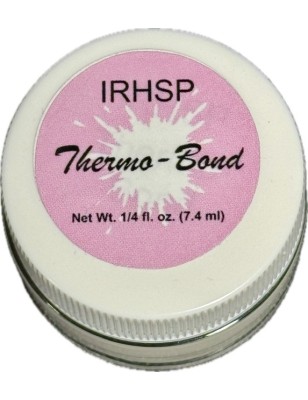 IRHSP
Thermo-Bond
Net Wt. 1/4 fl. oz. (7.4 ml)